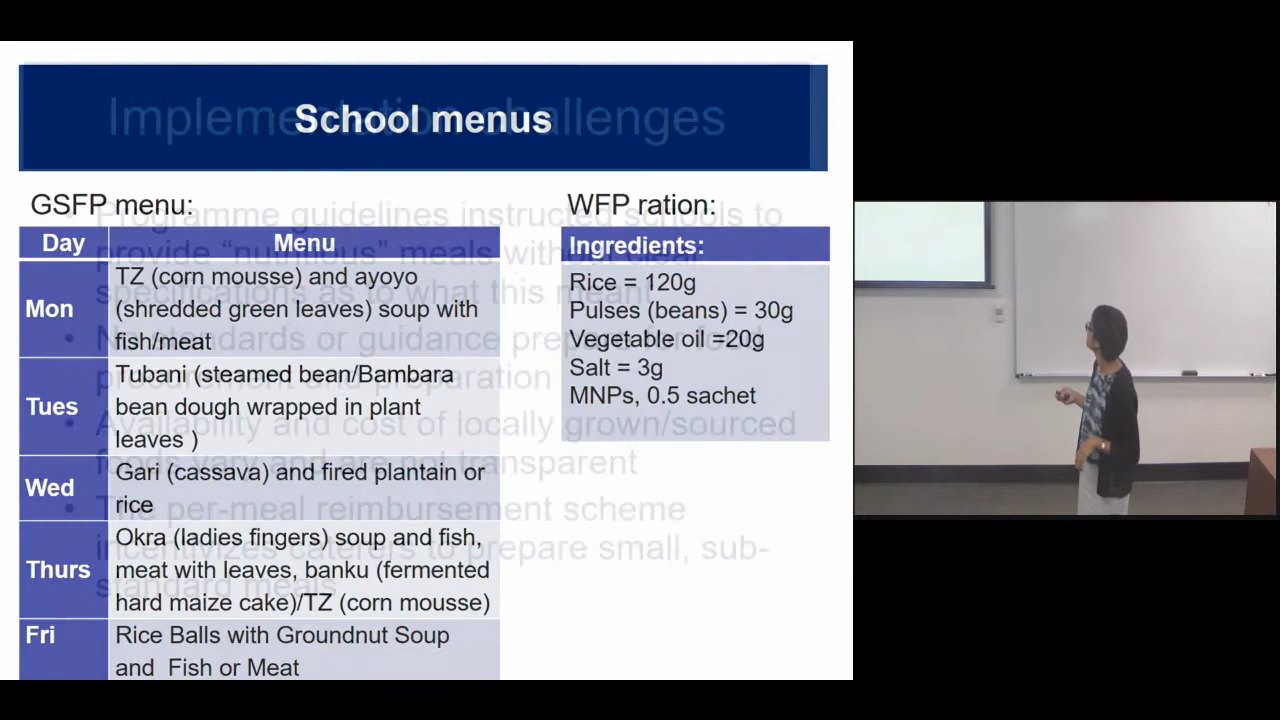 School menus
Implementation challenges
GSFP menu:
Day Menu
Mon TZ (corn mousse) and ayoyo
(shredded green leaves) soup with
fish/meat
Tues Tubani (steamed bean/Bambara
bean dough wrapped in plant
leaves )
Wed Gari (cassava) and fired plantain or
rice
Thurs Okra (ladies fingers) soup and fish,
meat with leaves, banku (fermented
hard maize cake)/TZ (corn mousse)
Fri Rice Balls with Groundnut Soup
and Fish or Meat
WFP ration:
Ingredients:
Rice = 120g
Pulses (beans) = 30g
Vegetable oil =20g
Salt = 3g
MNPs, 0.5 sachet
• Programme guidelines instructed schools to
provide “nutritious” meals without clear
specifications as to what this meant
• No standards or guidance prepare for food
procurement and preparation
• Availability and cost of locally grown/sourced
foods vary and are not transparent
• The per-meal reimbursement scheme
incentivizes caterers to prepare small, sub-
standard meals